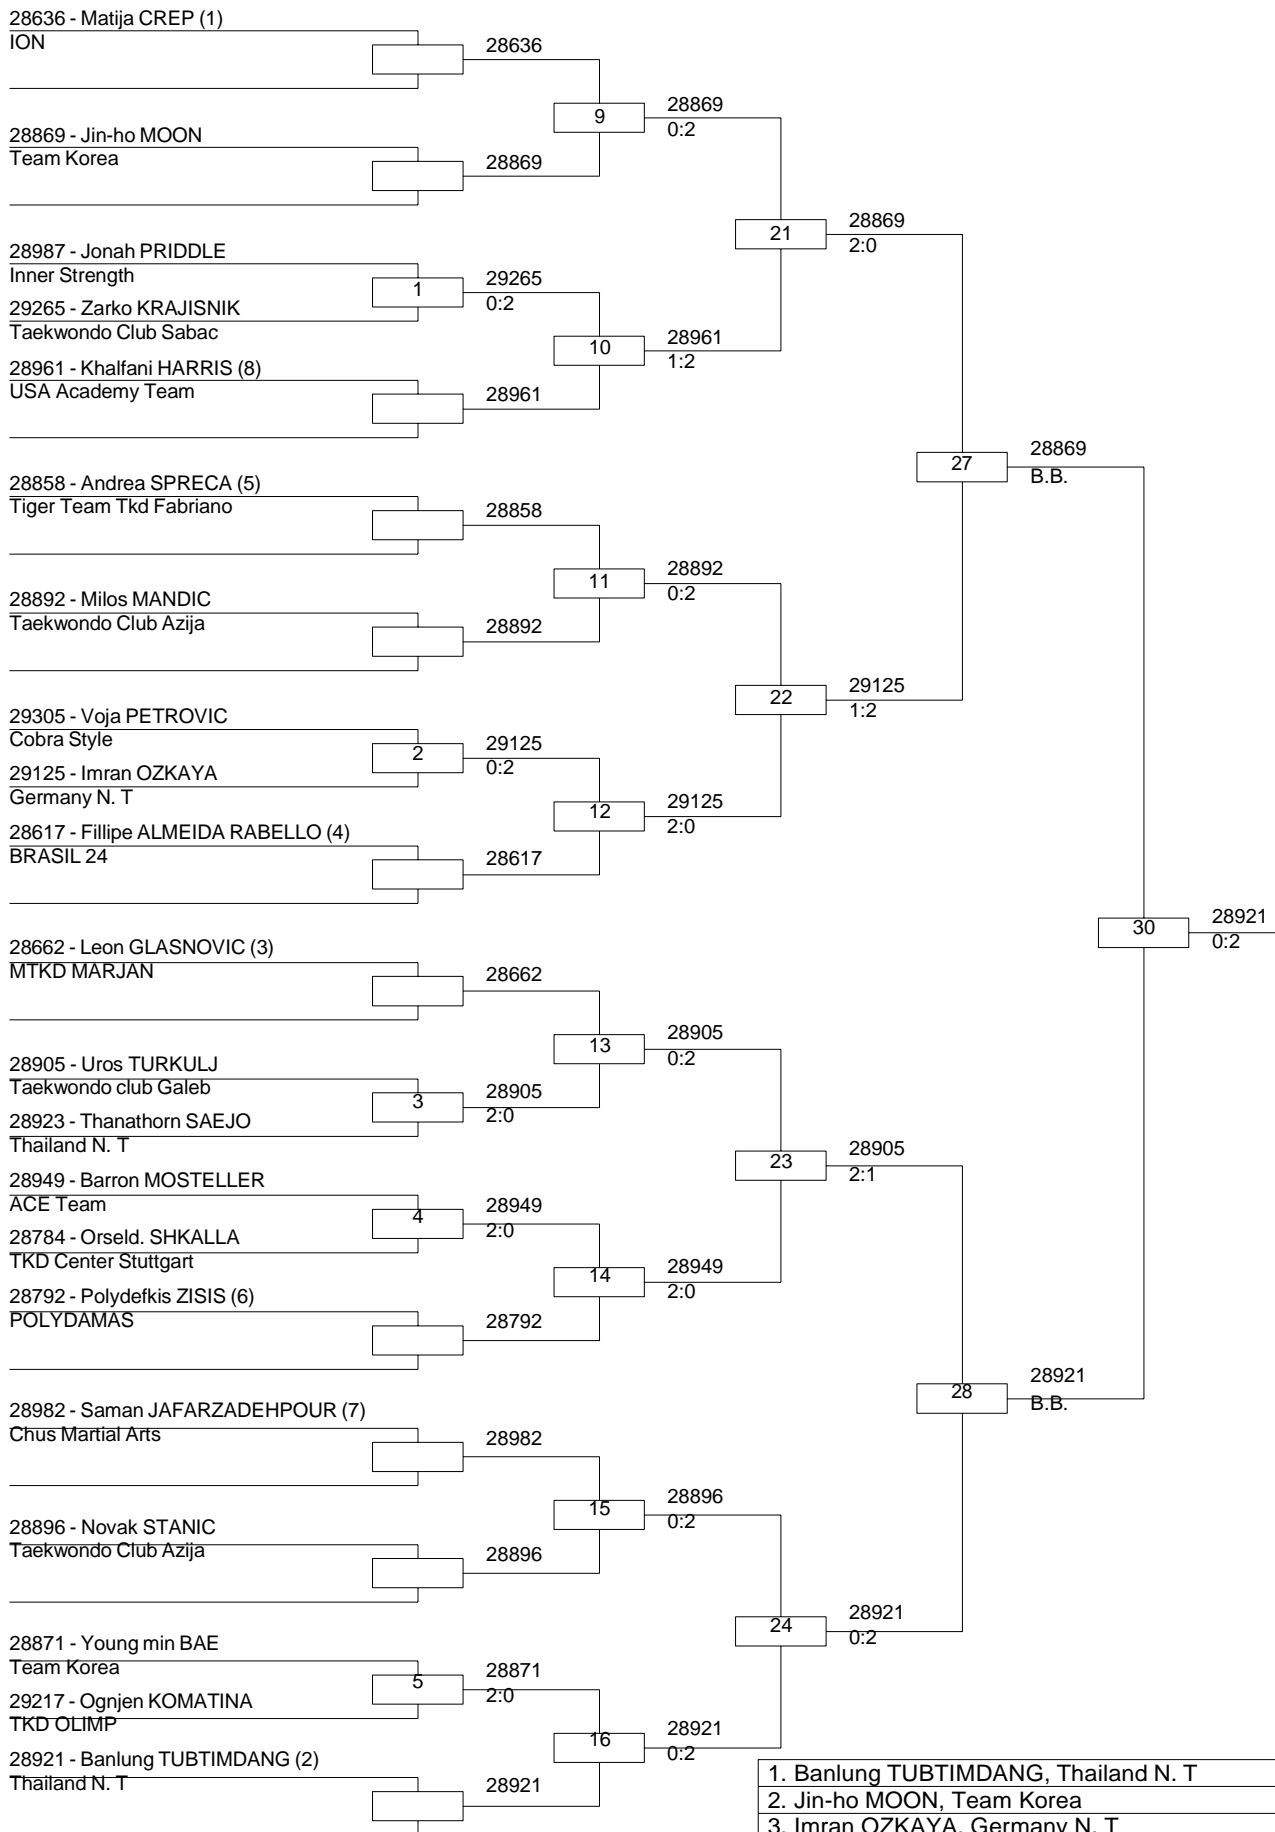 28636 - Matija CREP (1)
ION
28636
9
28869
0:2
28869 - Jin-ho MOON
Team Korea
28869
21
28869
2:0
28987 - Jonah PRIDDLE
Inner Strength
1
29265
0:2
29265 - Zarko KRAJISNIK
Taekwondo Club Sabac
10
28961
1:2
28961 - Khalfani HARRIS (8)
USA Academy Team
28961
27
28869
B.B.
28858 - Andrea SPRECA (5)
Tiger Team Tkd Fabriano
28858
11
28892
0:2
28892 - Milos MANDIC
Taekwondo Club Azija
28892
22
29125
1:2
29305 - Voja PETROVIC
Cobra Style
2
29125
0:2
29125 - Imran OZKAYA
Germany N. T
12
29125
2:0
28617 - Fillipe ALMEIDA RABELLO (4)
BRASIL 24
28617
30
28921
0:2
28662 - Leon GLASNOVIC (3)
MTKD MARJAN
28662
13
28905
0:2
28905 - Uros TURKULJ
Taekwondo club Galeb
3
28905
2:0
28923 - Thanathorn SAEJO
Thailand N. T
23
28905
2:1
28949 - Barron MOSTELLER
ACE Team
4
28949
2:0
28784 - Orseld. SHKALLA
TKD Center Stuttgart
14
28949
2:0
28792 - Polydefkis ZISIS (6)
POLYDAMAS
28792
28
28921
B.B.
28982 - Saman JAFARZADEHPOUR (7)
Chus Martial Arts
28982
15
28896
0:2
28896 - Novak STANIC
Taekwondo Club Azija
28896
24
28921
0:2
28871 - Young min BAE
Team Korea
5
28871
2:0
29217 - Ognjen KOMATINA
TKD OLIMP
16
28921
0:2
28921 - Banlung TUBTIMDANG (2)
Thailand N. T
28921
1. Banlung TUBTIMDANG, Thailand N. T
2. Jin-ho MOON, Team Korea
3. Imran OZKAYA, Germany N. T